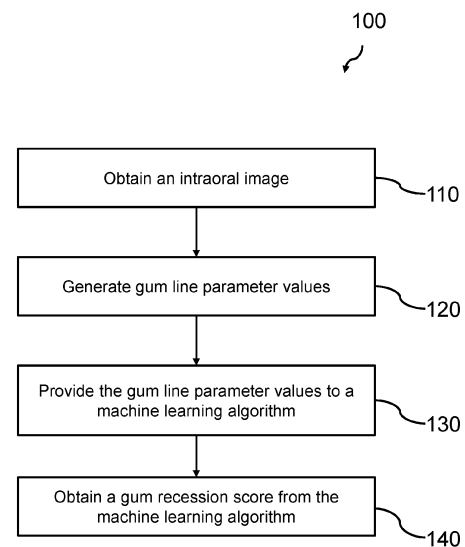 100
Obtain an intraoral image
110
Generate gum line parameter values
120
Provide the gum line parameter values to a
machine learning algorithm
130
Obtain a gum recession score from the
machine learning algorithm
140